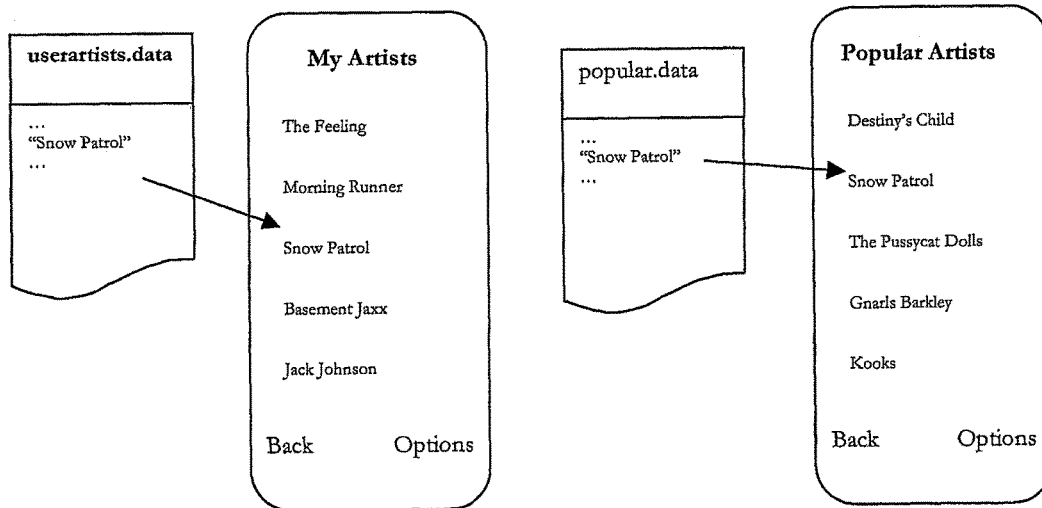 userartists.data
...
“Snow Patrol”
...
My Artists
The Feeling
Morning Runner
Snow Patrol
Basement Jaxx
Jack Johnson
Back Options
popular.data
...
“Snow Patrol”
...
Popular Artists
Destiny's Child
Snow Patrol
The Pussycat Dolls
Gnarls Barkley
Kooks
Back Options